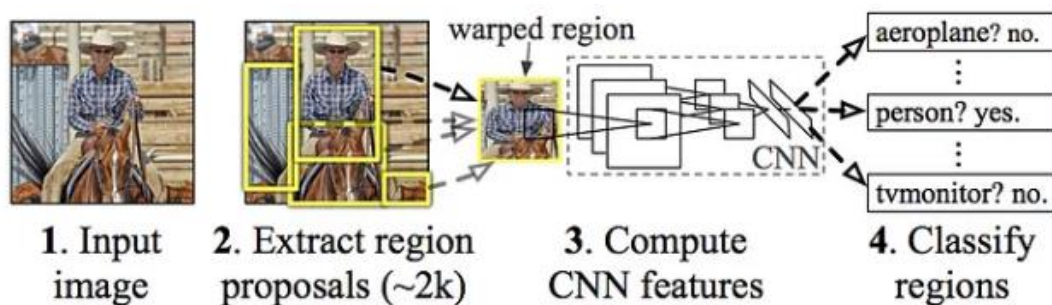 warped region
aeroplane? no.
⋮
person? yes.
CNN
⋮
tvmonitor? no.
1. Input
image
2. Extract region
proposals (~2k)
3. Compute
CNN features
4. Classify
regions